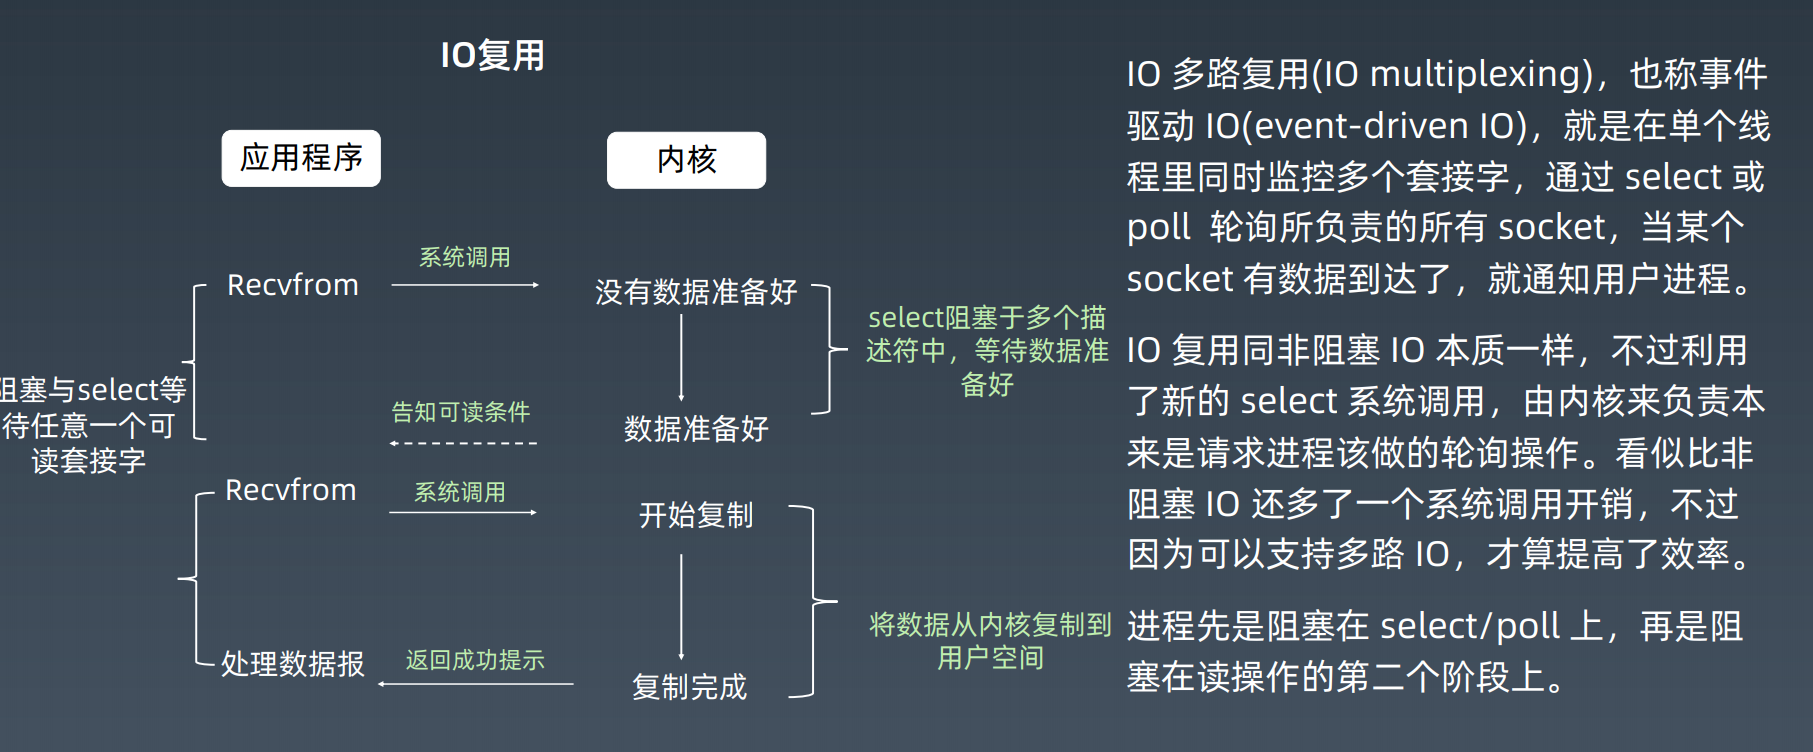 IO复用
应用程序
内核
系统调用
Recvfrom
没有数据准备好
select阻塞于多个描
述符中，等待数据准
备好
阻塞与select等
待任意一个可
读套接字
告知可读条件
数据准备好
Recvfrom
系统调用
开始复制
将数据从内核复制到
用户空间
处理数据报
返回成功提示
复制完成
IO 多路复用(IO multiplexing)，也称事件
驱动 IO(event-driven IO)，就是在单个线
程里同时监控多个套接字，通过 select 或
poll 轮询所负责的所有 socket，当某个
socket 有数据到达了，就通知用户进程。
IO 复用同非阻塞 IO 本质一样，不过利用
了新的 select 系统调用，由内核来负责本
来是请求进程该做的轮询操作。看似比非
阻塞 IO 还多了一个系统调用开销，不过
因为可以支持多路 IO，才算提高了效率。
进程先是阻塞在 select/poll 上，再是阻
塞在读操作的第二个阶段上。